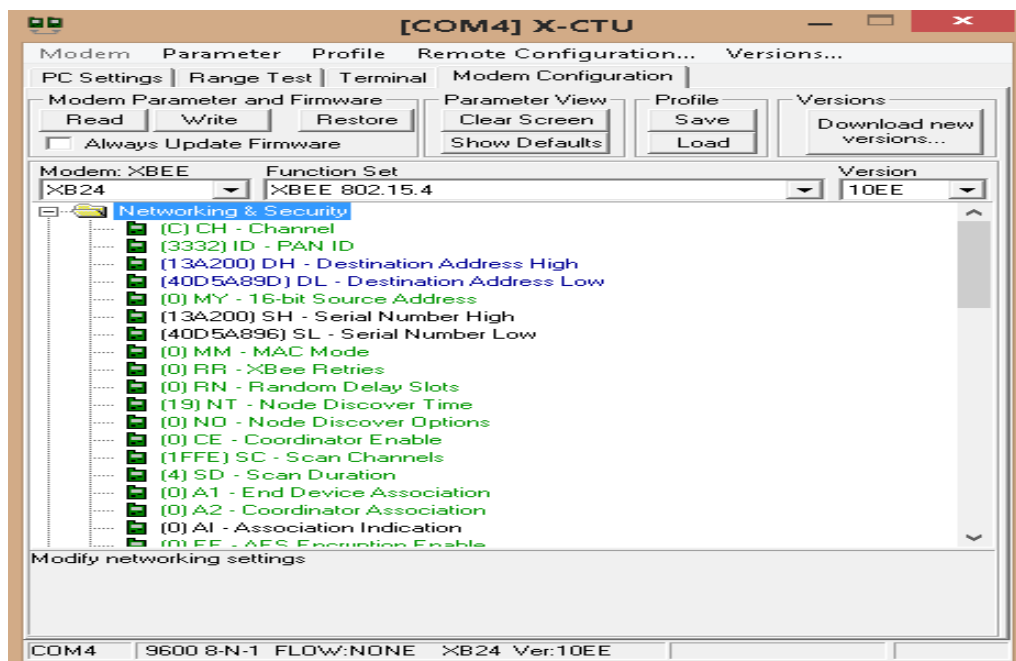 [COM4] X-CTU
Modem Parameter Profile Remote Configuration... Versions...
PC Settings Range Test Terminal Modem Configuration
Modem Parameter and Firmware Parameter View Profile Versions
Read Write Restore Clear Screen Save Download new versions...
Always Update Firmware Show Defaults Load
Modem: XBEE Function Set Version
XB24 XBEE 802.15.4 10EE
Networking & Security
(C) CH - Channel
(3332) ID - PAN ID
(13A200) DH - Destination Address High
(40D5A89D) DL - Destination Address Low
(0) MY - 16-bit Source Address
(13A200) SH - Serial Number High
(40D5A896) SL - Serial Number Low
(0) MM - MAC Mode
(0) RR - XBee Retries
(0) RN - Random Delay Slots
(19) NT - Node Discover Time
(0) NO - Node Discover Options
(0) CE - Coordinator Enable
(1FFE) SC - Scan Channels
(4) SD - Scan Duration
(0) A1 - End Device Association
(0) A2 - Coordinator Association
(0) AI - Association Indication
(0) EE - AES Encryption Enable
Modify networking settings
COM4 9600 8-N-1 FLOW:NONE XB24 Ver:10EE